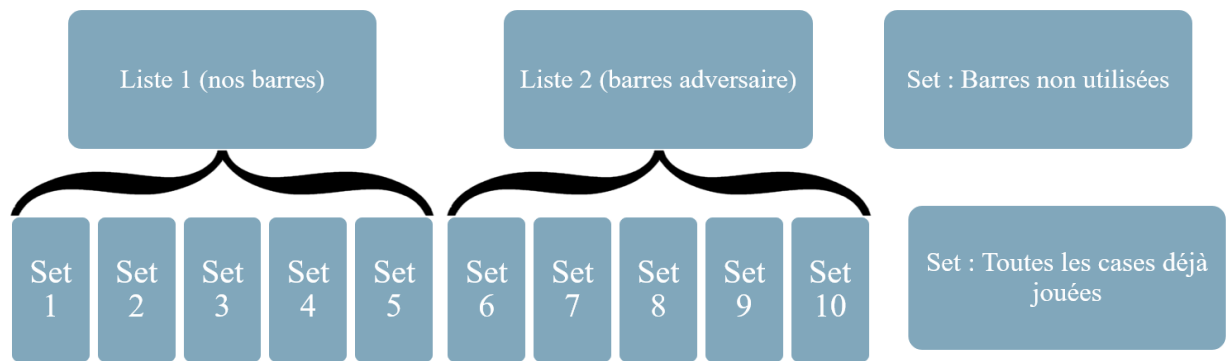 Liste 1 (nos barres)
Liste 2 (barres adversaire)
Set : Barres non utilisées
Set
1
Set
2
Set
3
Set
4
Set
5
Set
6
Set
7
Set
8
Set
9
Set
10
Set : Toutes les cases déjà
jouées